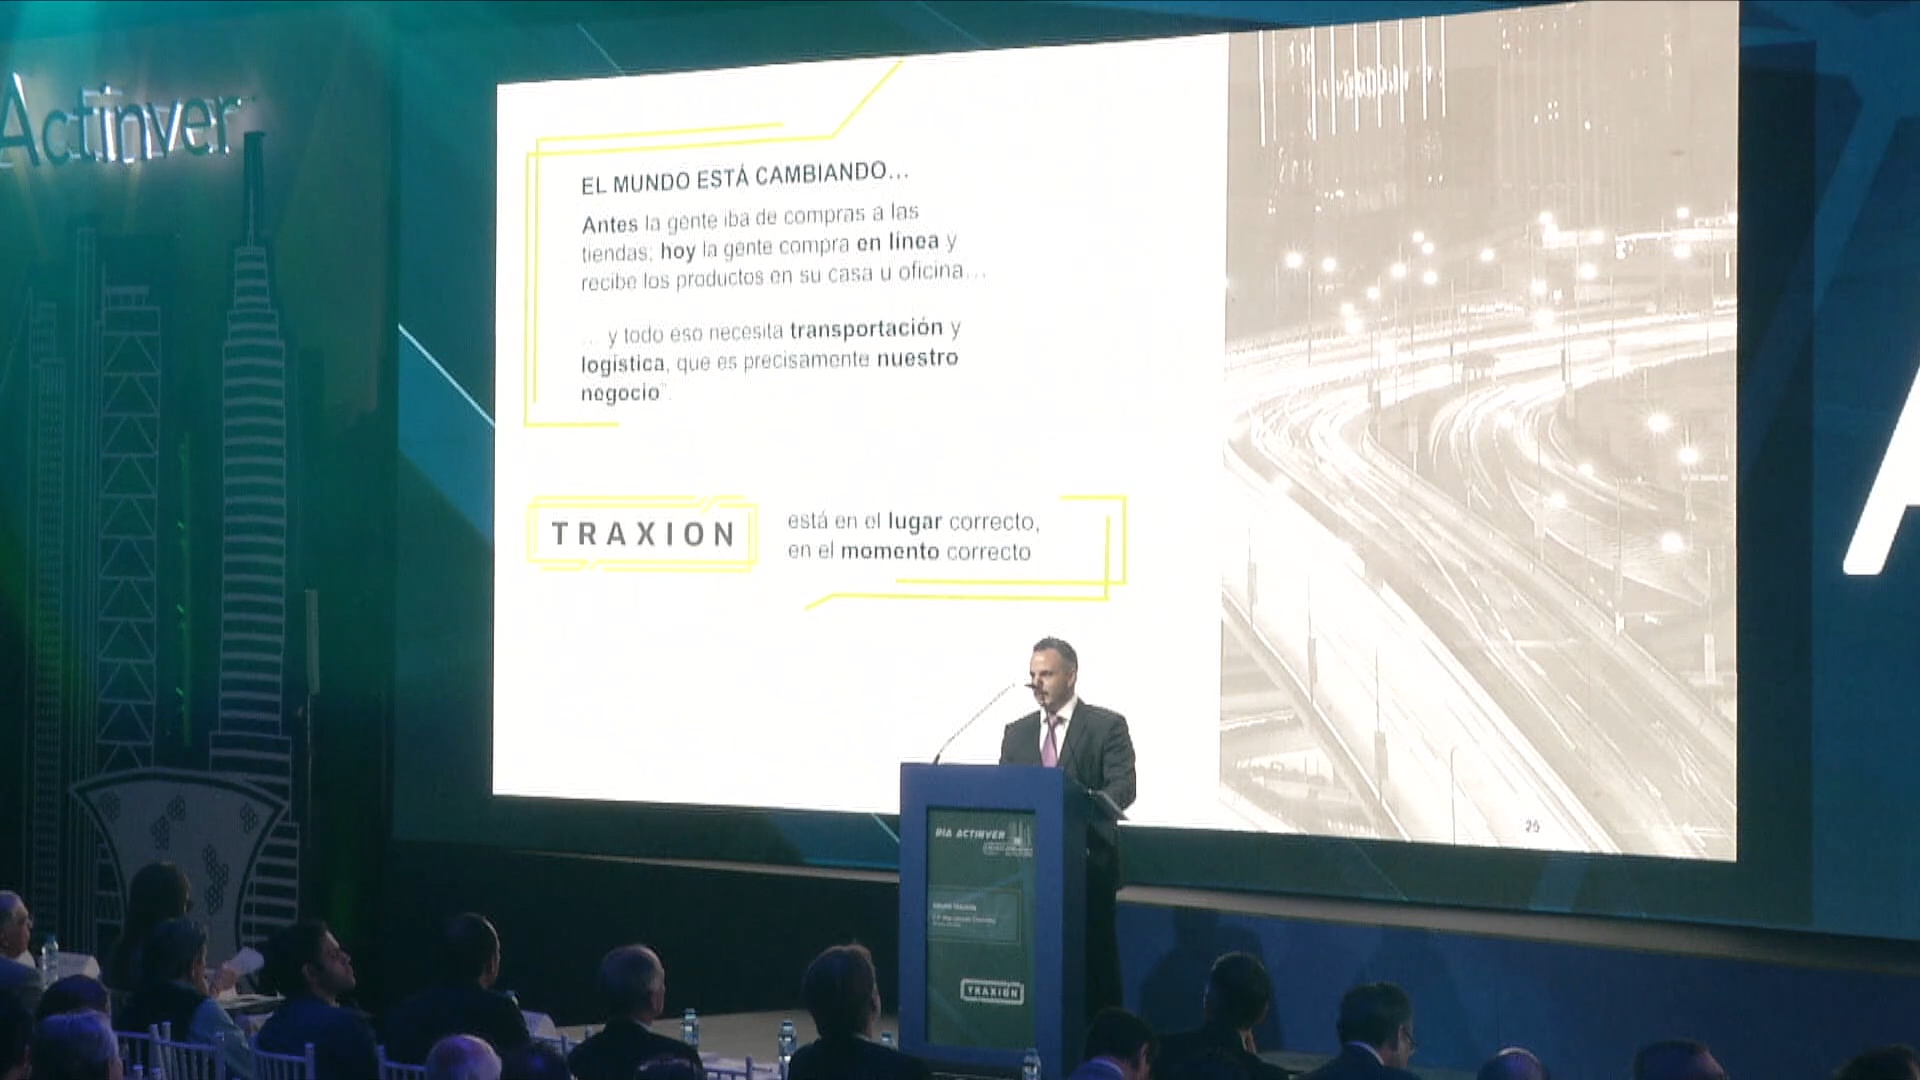 Actinver
EL MUNDO ESTÁ CAMBIANDO...
Antes la gente iba de compras a las
tiendas; hoy la gente compra en línea y
recibe los productos en su casa u oficina...
... y todo eso necesita transportación y
logística, que es precisamente nuestro
negocio".
TRAXION
está en el lugar correcto,
en el momento correcto
DIA ACTINVER
TRAXION